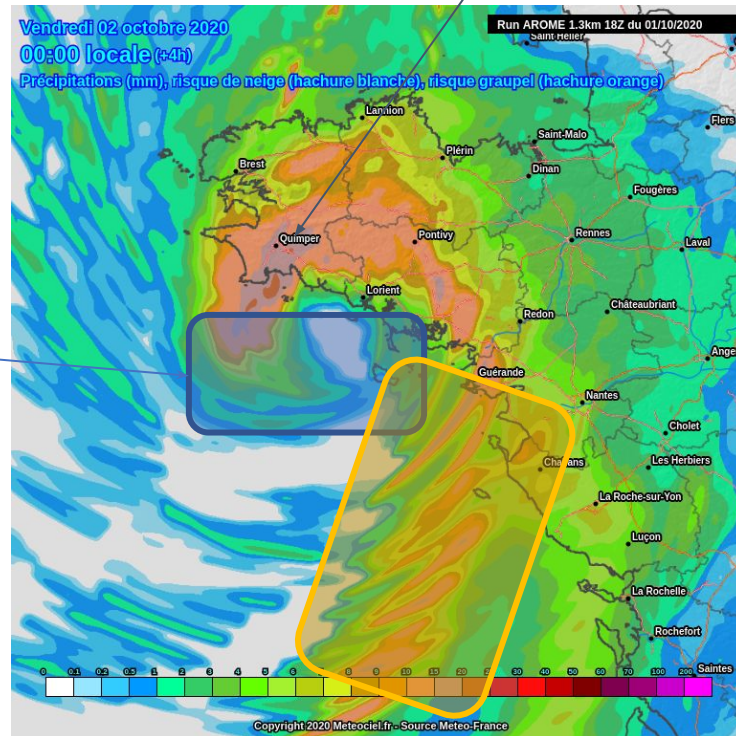 Vendredi 02 octobre 2020
Run AROME 1.3km 18Z du 01/10/2020
00:00 locale (+4h)
Saint-Helier
Précipitations (mm), risque de neige (hachure blanche), risque graupel (hachure orange)
Lannion
Flers
Saint-Malo
Plérin
Brest
Dinan
Fougères
Quimper
Pontivy
Rennes
Laval
Lorient
Châteaubriant
Redon
Ange
Guérande
Nantes
Cholet
Challans
Les Herbiers
La Roche-sur-Yon
Luçon
La Rochelle
Rochefort
Saintes
0 0.1 0.2 0.5 1 2 3 4 5 6 8 9 10 15 20 25 30 40 50 60 70 100 200
Copyright 2020 Meteociel.fr - Source Meteo-France